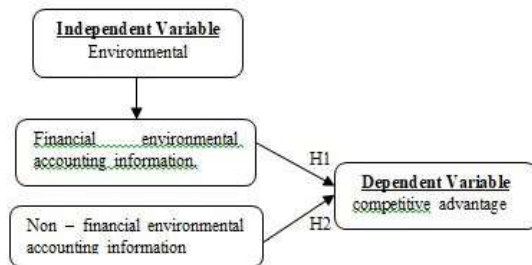 Independent Variable
Environmental
Financial environmental
accounting information.
H1
Dependent Variable
competitive advantage
Non – financial environmental
accounting information
H2